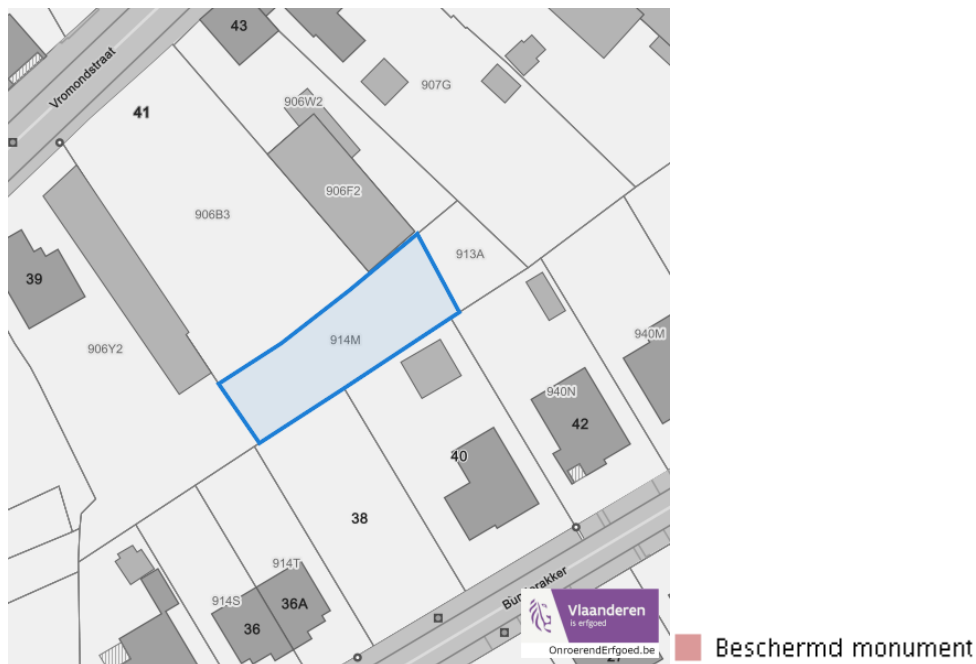 43
Vromondstraat
41
907G
906W2
906F2
906B3
913A
39
914M
906Y2
940M
940N
42
40
38
914T
914S
36A
36
Vlaanderen
is erfgoed
OnroerendErfgoed.be
Beschermd monument